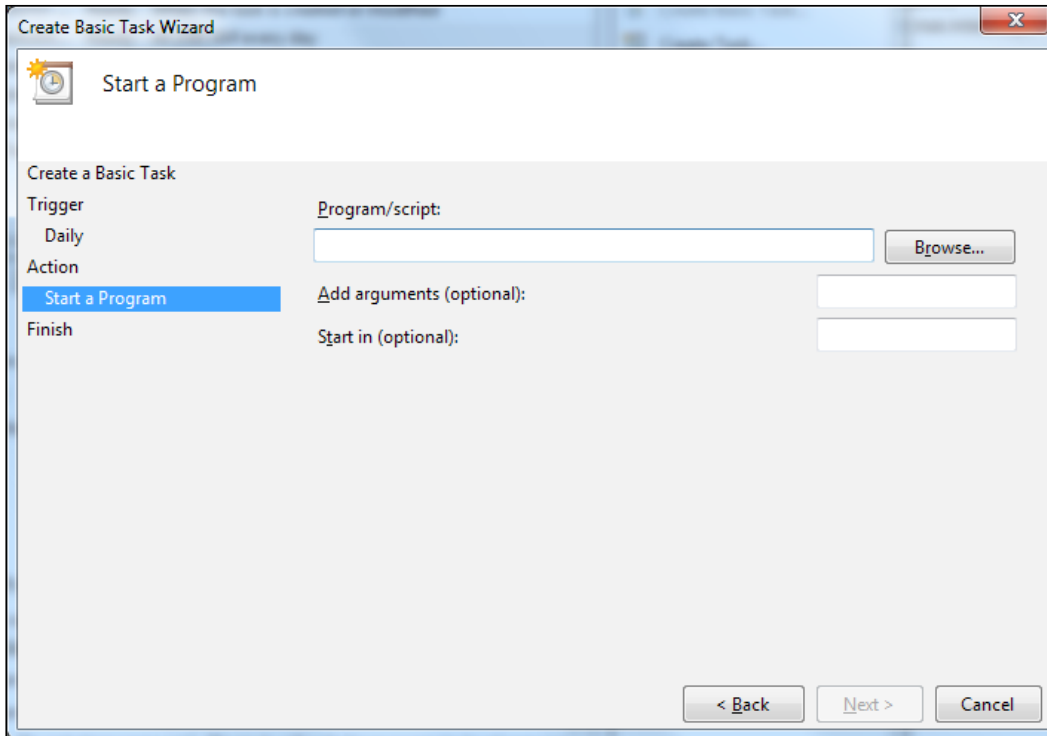 Create Basic Task Wizard
Start a Program
Create a Basic Task
Trigger
Daily
Action
Start a Program
Finish
Program/script:
Browse...
Add arguments (optional):
Start in (optional):
< Back
Next >
Cancel